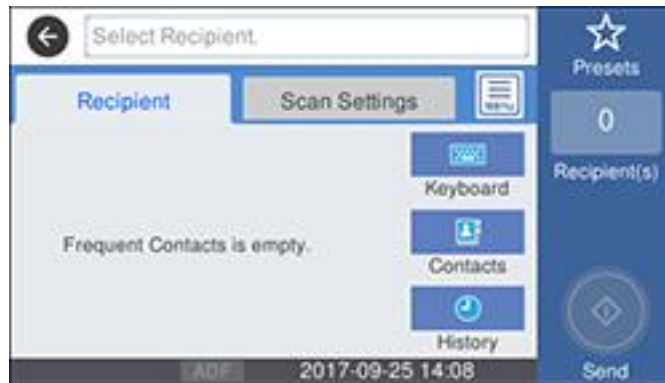 Select Recipient.
Presets
Recipient
Scan Settings
MENU
0
Recipient(s)
Keyboard
Frequent Contacts is empty.
Contacts
History
ADF
2017-09-25 14:08
Send